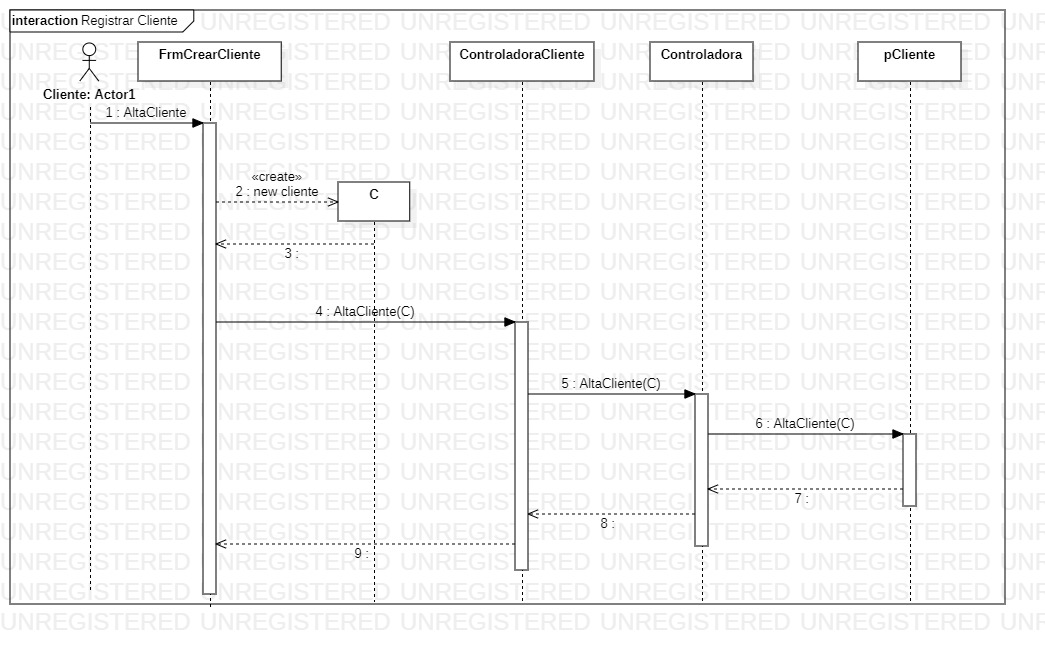 interaction Registrar Cliente
FrmCrearCliente
ControladoraCliente
Controladora
pCliente
Cliente: Actor1
1 : AltaCliente
«create»
2 : new cliente
C
3 :
4 : AltaCliente(C)
5 : AltaCliente(C)
6 : AltaCliente(C)
7 :
8 :
9 :
UNREGISTERED